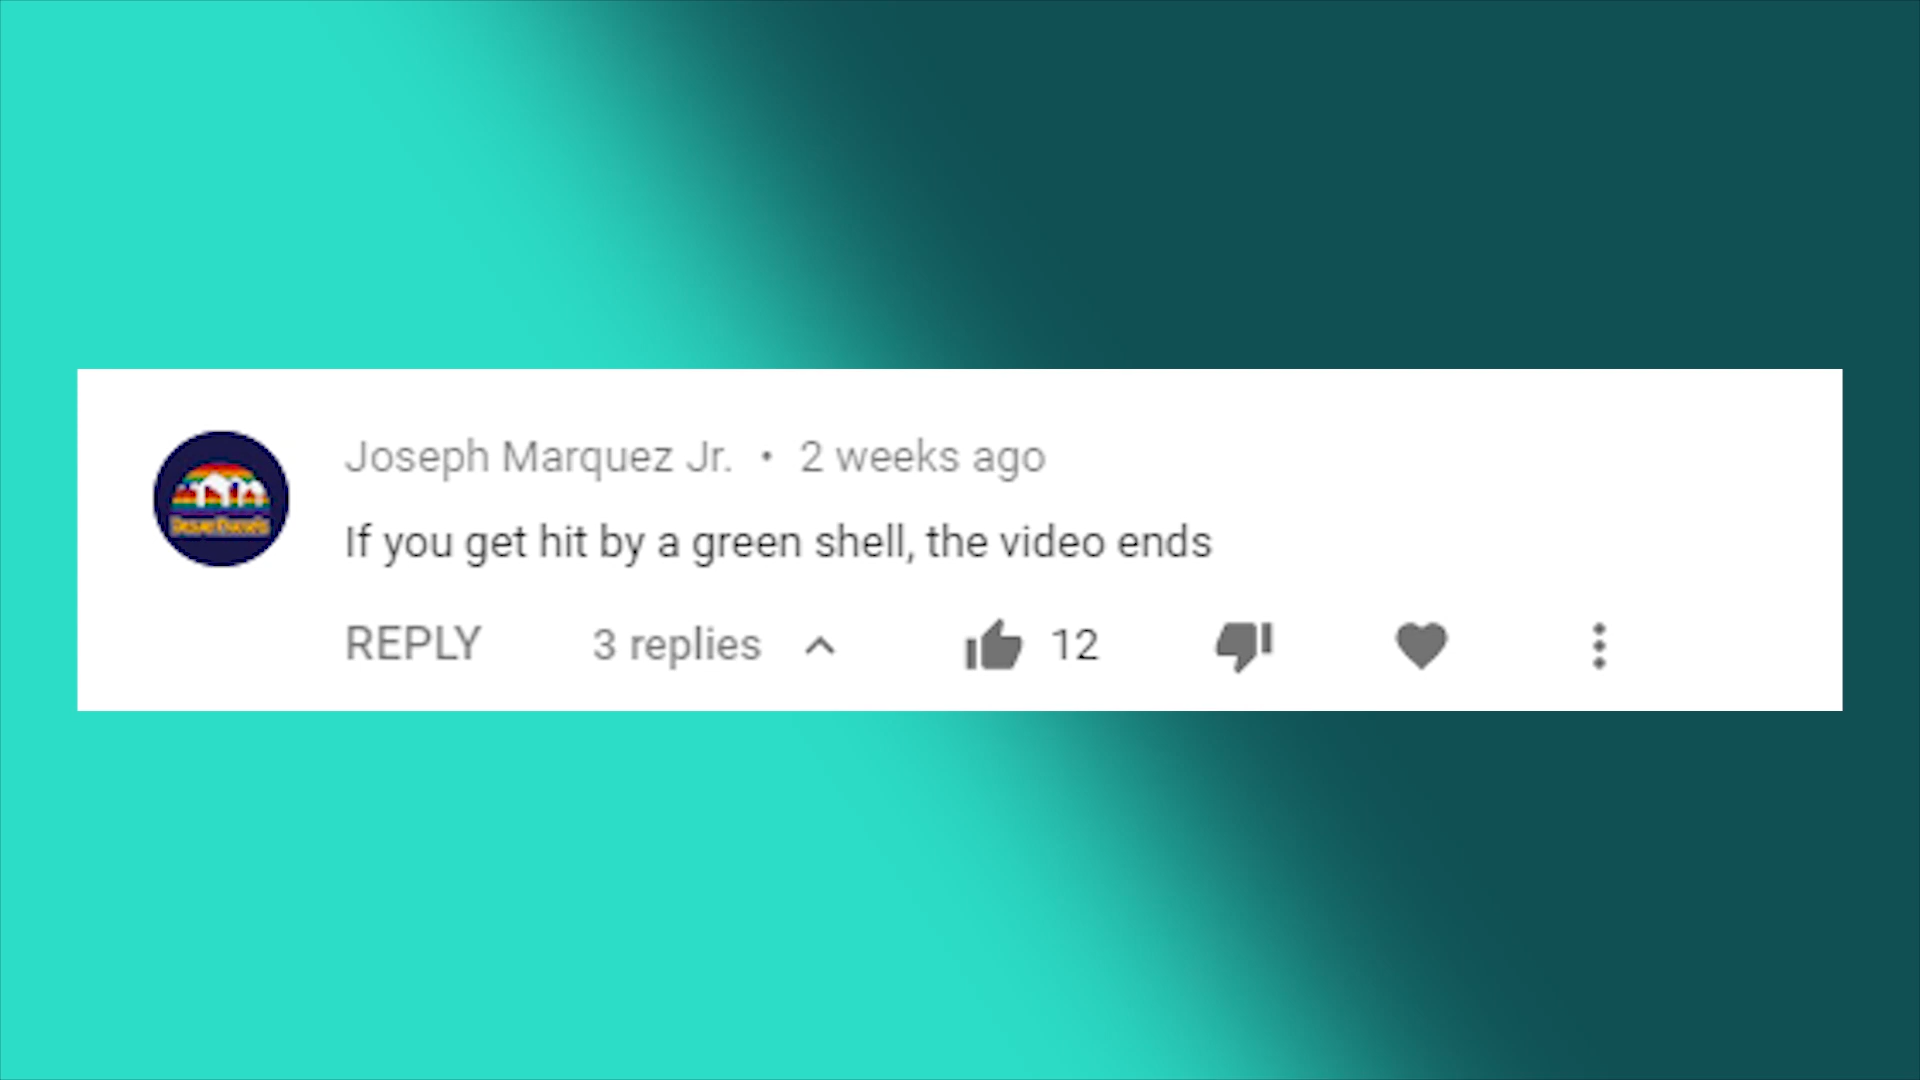 Joseph Marquez Jr. • 2 weeks ago
If you get hit by a green shell, the video ends
REPLY 3 replies 12